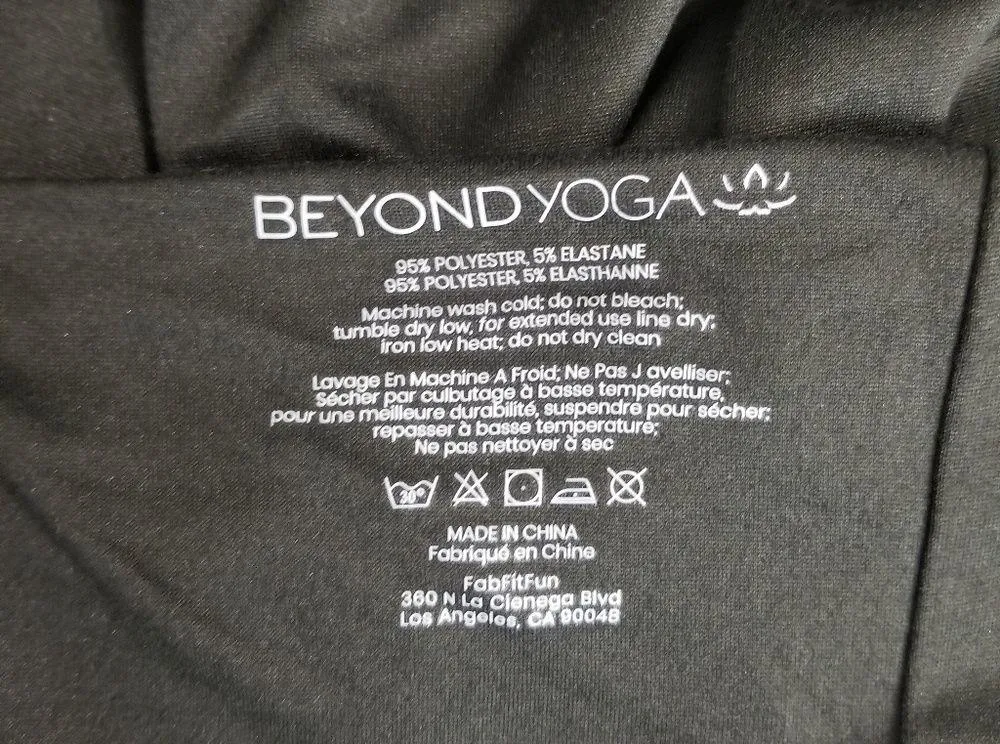 BEYOND YOGA
95% POLYESTER, 5% ELASTANE
95% POLYESTER, 5% ELASTHANNE
Machine wash cold; do not bleach;
tumble dry low, for extended use line dry;
iron low heat; do not dry clean
Lavage En Machine A Froid; Ne Pas J avelliser;
Sécher par culbutage à basse température,
pour une meilleure durabilité, suspendre pour sécher;
repasser à basse temperature;
Ne pas nettoyer à sec
30°
MADE IN CHINA
Fabriqué en Chine
FabFitFun
360 N La Cienega Blvd
Los Angeles, CA 90048